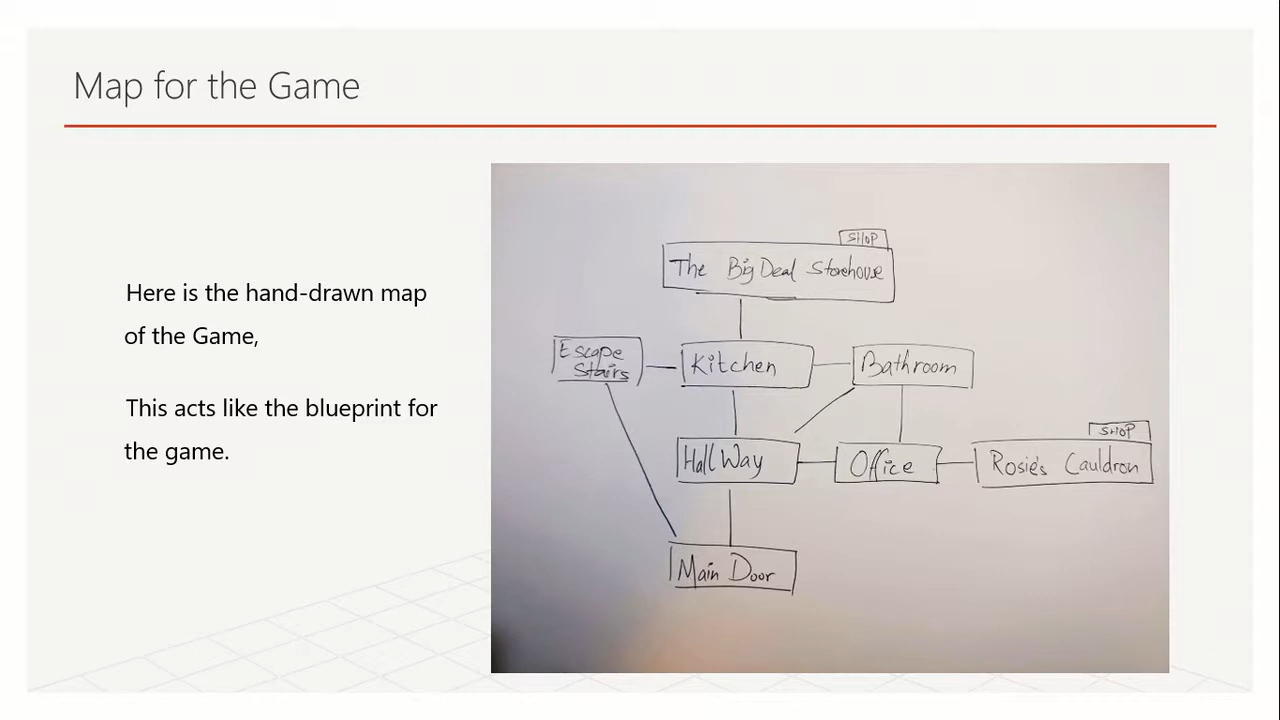 Map for the Game
Here is the hand-drawn map
of the Game,
This acts like the blueprint for
the game.
SHOP
The Big Deal Storehouse
Escape
Stairs
Kitchen
Bathroom
SHOP
Hall Way
Office
Rosie's Cauldron
Main Door